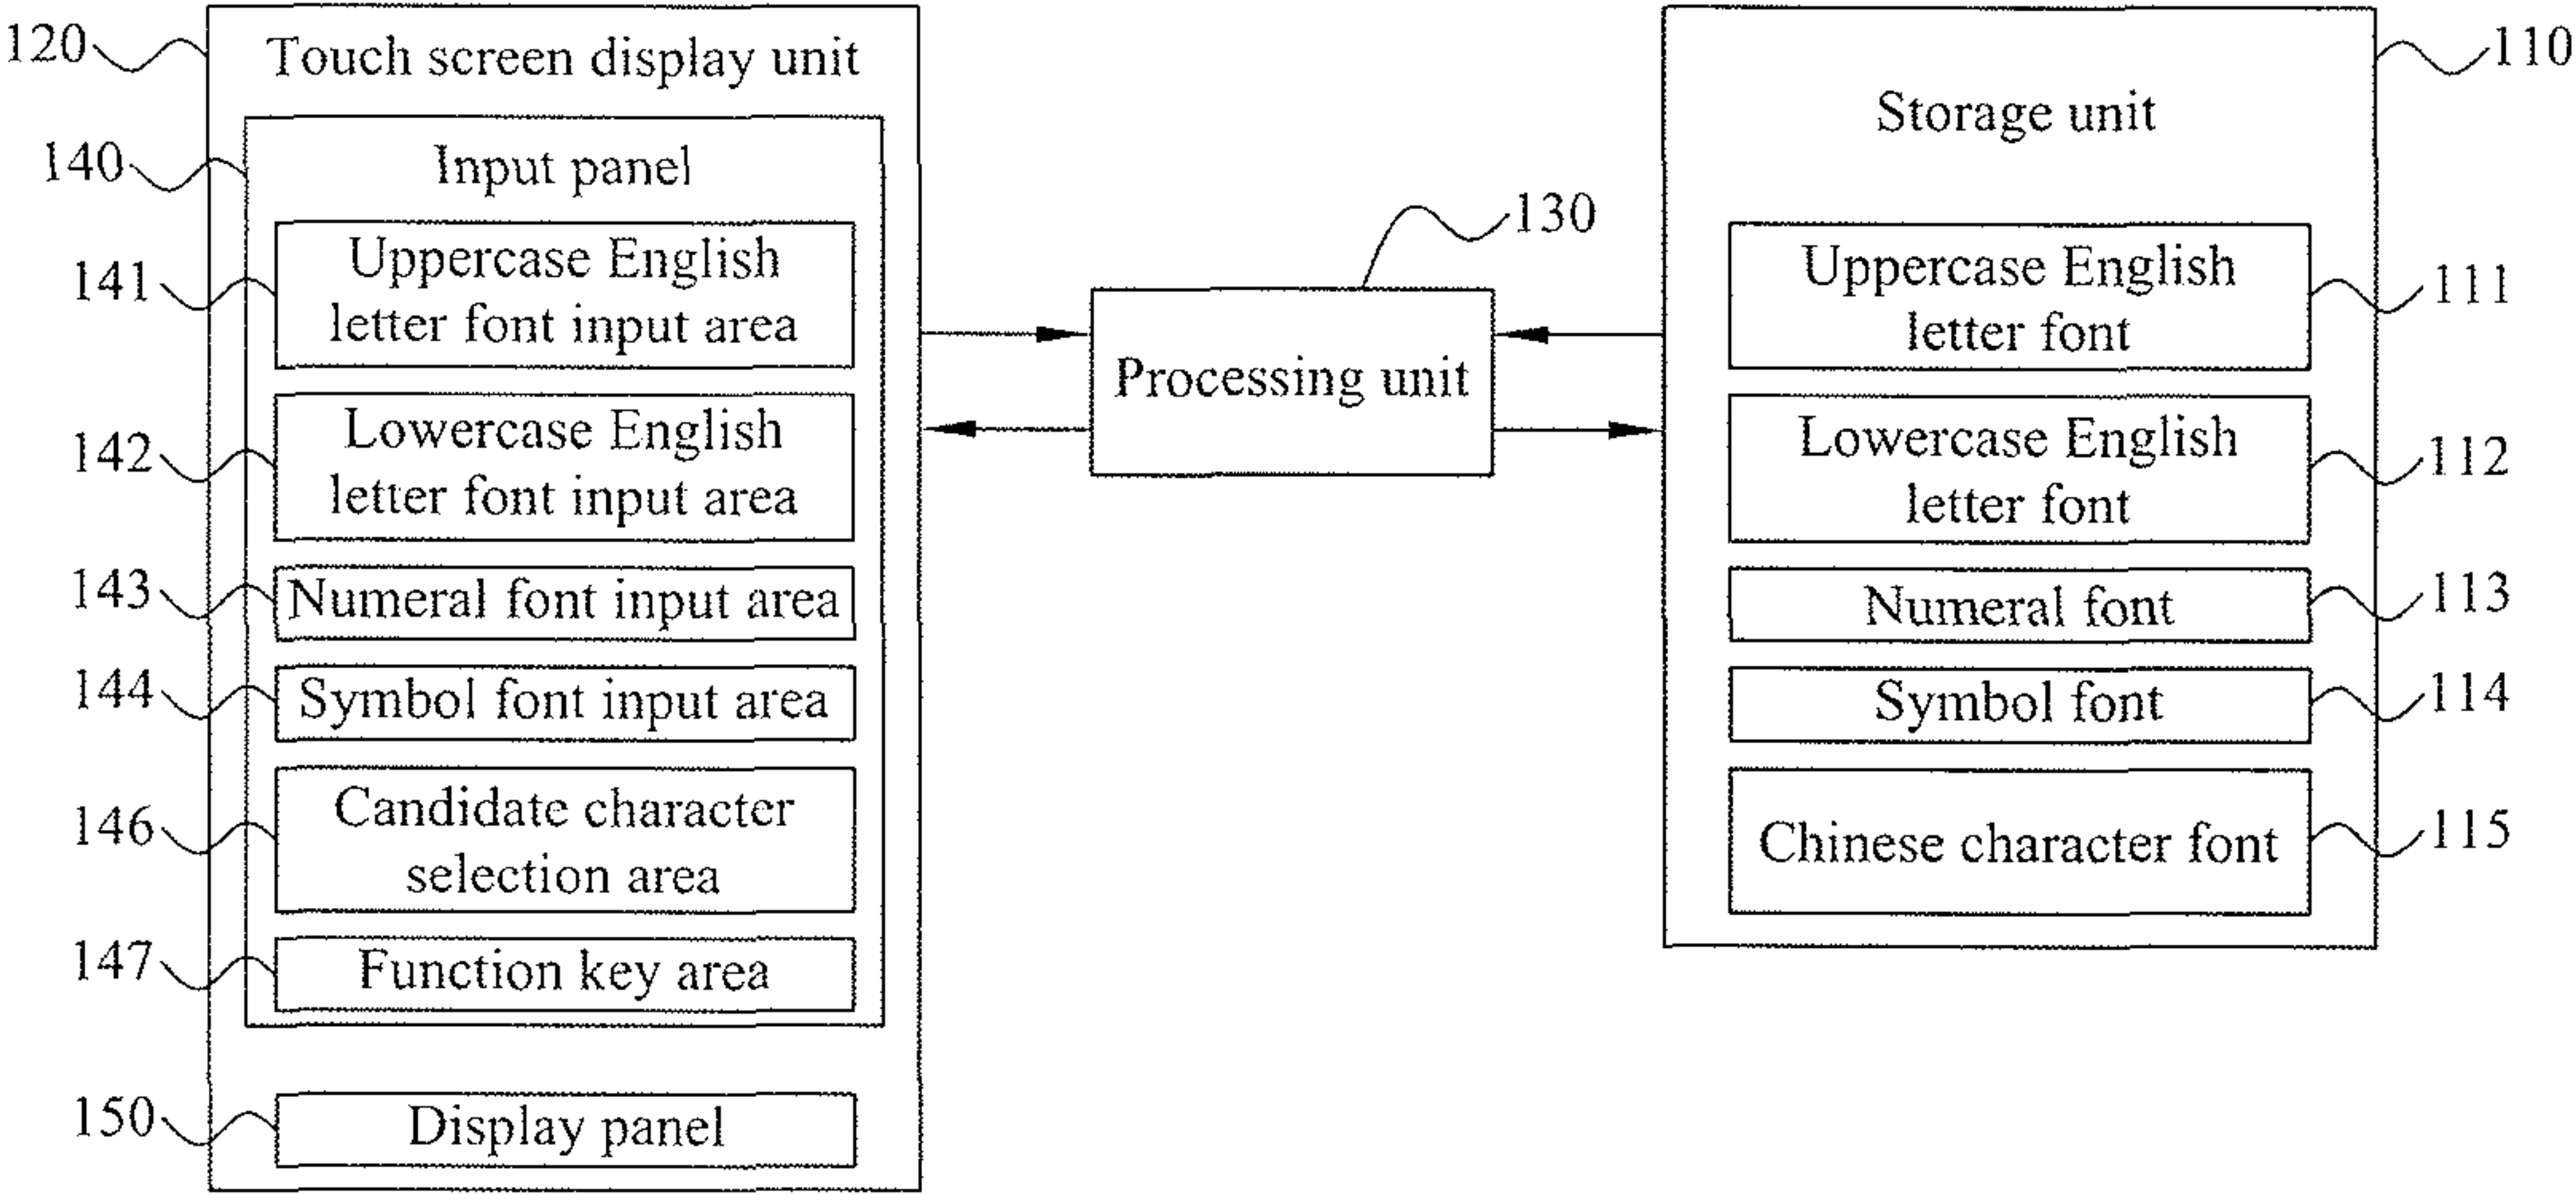 120
Touch screen display unit
140
Input panel
141
Uppercase English
letter font input area
142
Lowercase English
letter font input area
143
Numeral font input area
144
Symbol font input area
146
Candidate character
selection area
147
Function key area
150
Display panel
130
Processing unit
110
Storage unit
Uppercase English
letter font
111
Lowercase English
letter font
112
Numeral font
113
Symbol font
114
Chinese character font
115